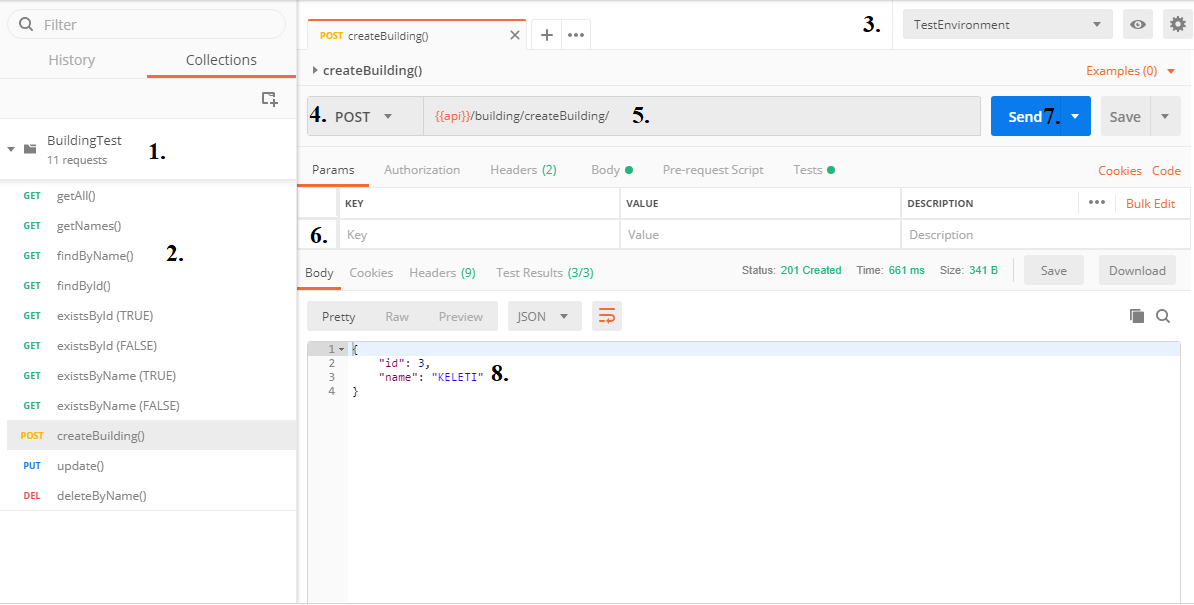 Filter
History Collections
BuildingTest
11 requests
1.
GET getAll()
GET getNames()
GET findByName()
2.
GET findById()
GET existsById (TRUE)
GET existsById (FALSE)
GET existsByName (TRUE)
GET existsByName (FALSE)
POST createBuilding()
PUT update()
DEL deleteByName()
POST createBuilding()
3.
TestEnvironment
createBuilding()
Examples (0)
4. POST {{api}}/building/createBuilding/ 5. Send 7. Save
Params Authorization Headers (2) Body Pre-request Script Tests Cookies Code
KEY VALUE DESCRIPTION Bulk Edit
6. Key Value Description
Body Cookies Headers (9) Test Results (3/3) Status: 201 Created Time: 661 ms Size: 341 B Save Download
Pretty Raw Preview JSON
1 {
2 "id": 3,
3 "name": "KELETI" 8.
4 }